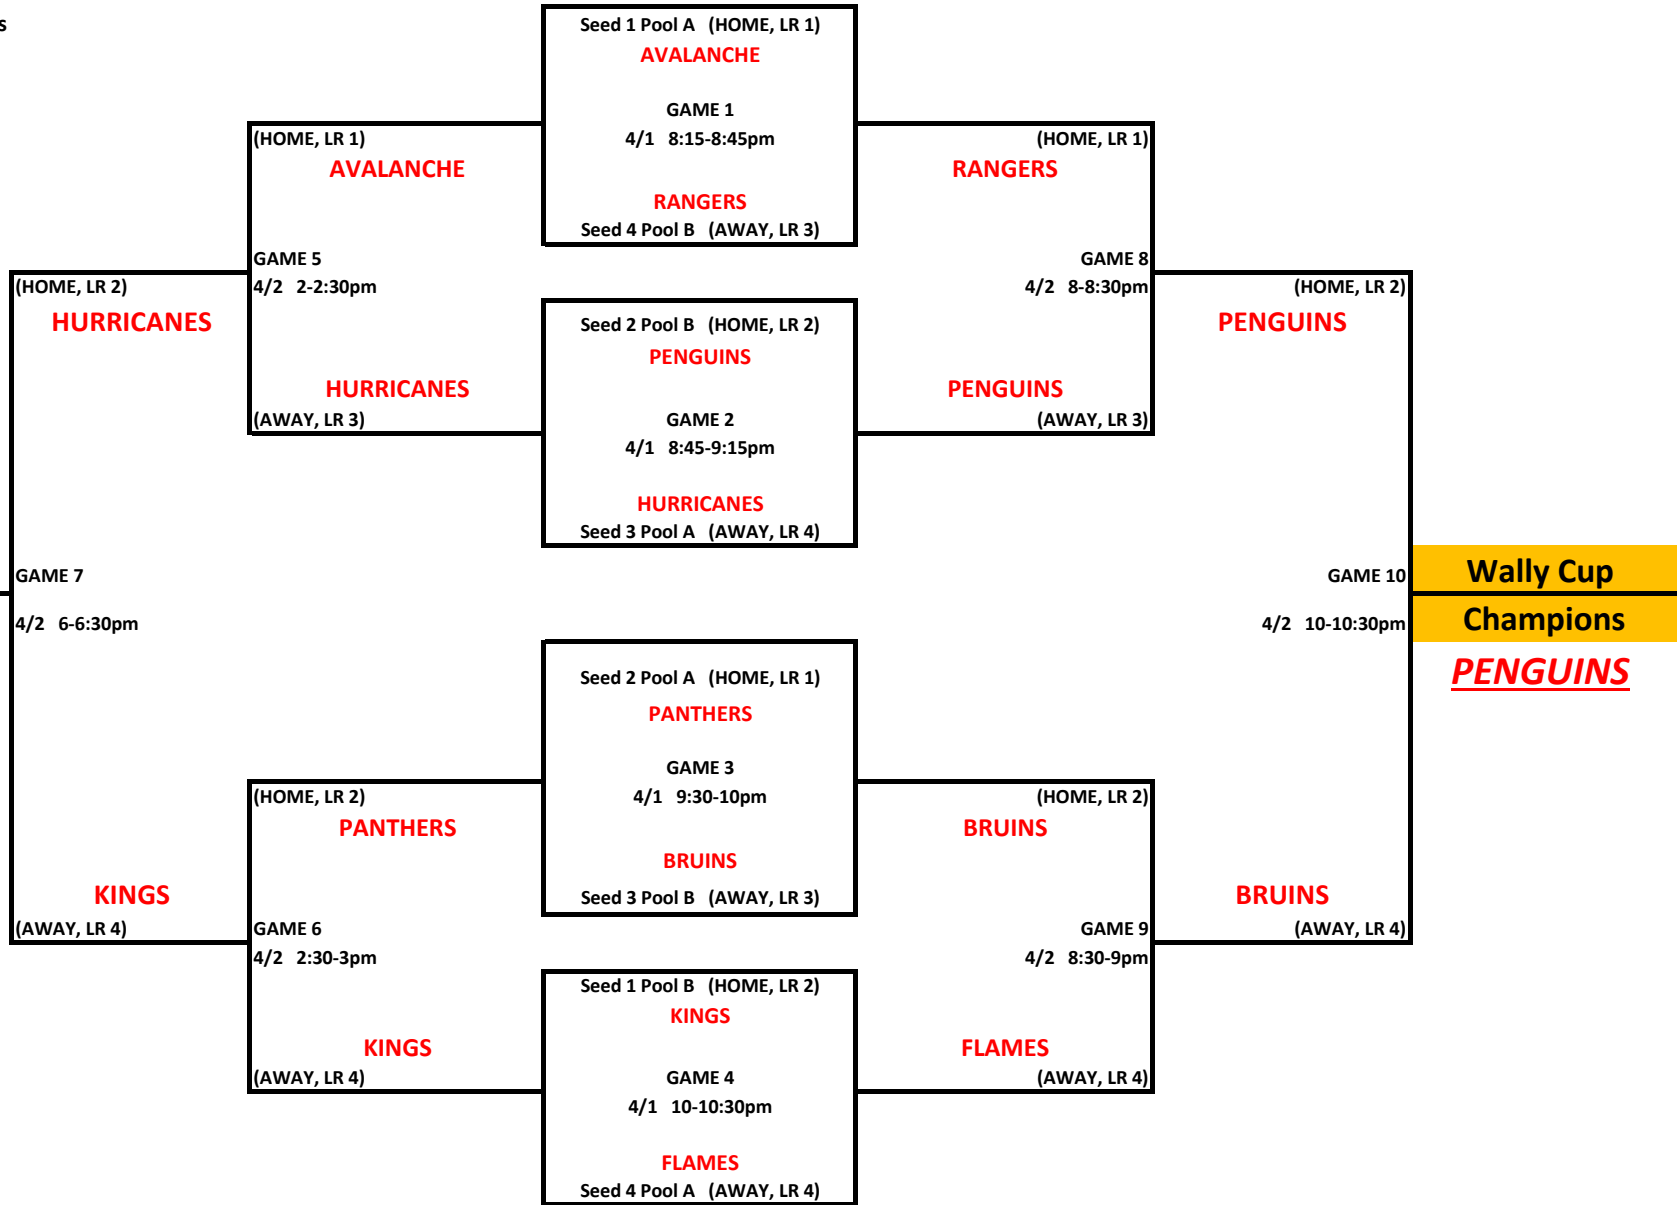 s
Seed 1 Pool A (HOME, LR 1)
AVALANCHE
GAME 1
4/1 8:15-8:45pm
RANGERS
Seed 4 Pool B (AWAY, LR 3)
(HOME, LR 1)
AVALANCHE
GAME 5
4/2 2-2:30pm
HURRICANES
(AWAY, LR 3)
(HOME, LR 1)
RANGERS
GAME 8
4/2 8-8:30pm
PENGUINS
(AWAY, LR 3)
(HOME, LR 2)
HURRICANES
Seed 2 Pool B (HOME, LR 2)
PENGUINS
GAME 2
4/1 8:45-9:15pm
HURRICANES
Seed 3 Pool A (AWAY, LR 4)
(HOME, LR 2)
PENGUINS
GAME 7
4/2 6-6:30pm
GAME 10
4/2 10-10:30pm
Wally Cup
Champions
PENGUINS
Seed 2 Pool A (HOME, LR 1)
PANTHERS
GAME 3
4/1 9:30-10pm
BRUINS
Seed 3 Pool B (AWAY, LR 3)
(HOME, LR 2)
PANTHERS
GAME 6
4/2 2:30-3pm
KINGS
(AWAY, LR 4)
(HOME, LR 2)
BRUINS
GAME 9
4/2 8:30-9pm
FLAMES
(AWAY, LR 4)
KINGS
(AWAY, LR 4)
BRUINS
(AWAY, LR 4)
Seed 1 Pool B (HOME, LR 2)
KINGS
GAME 4
4/1 10-10:30pm
FLAMES
Seed 4 Pool A (AWAY, LR 4)